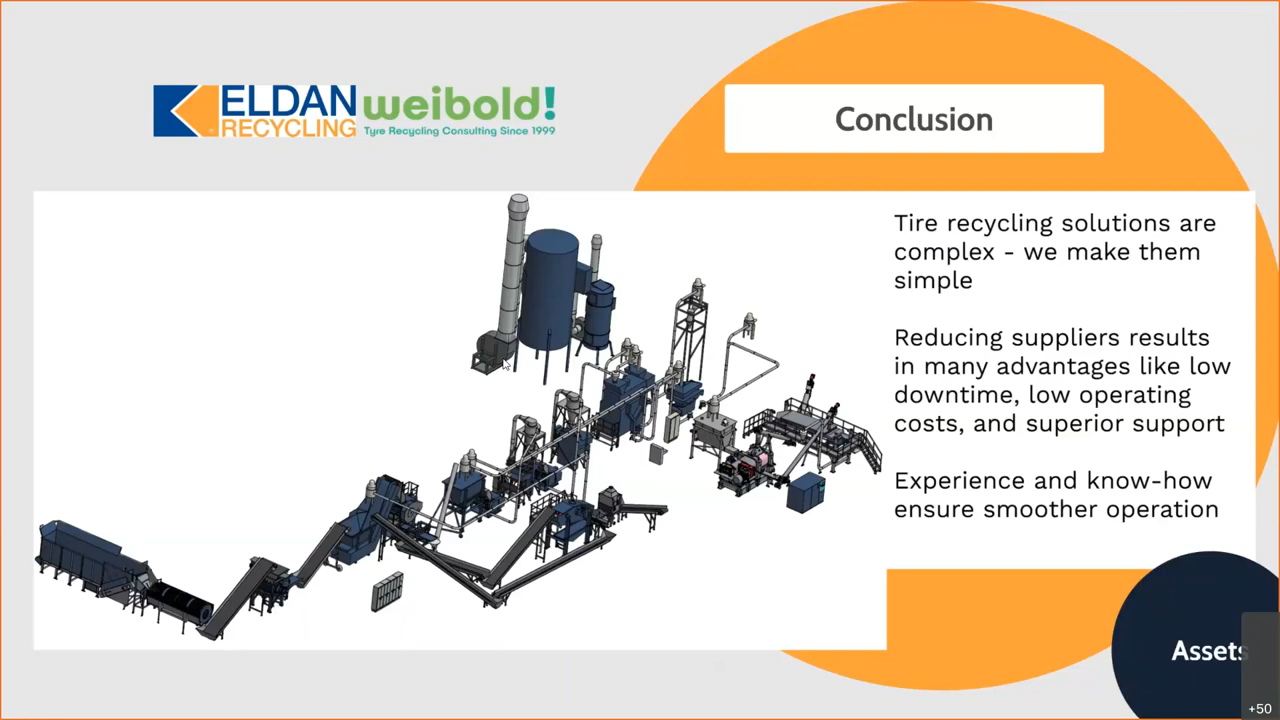 ELDAN
RECYCLING
weibold!
Tyre Recycling Consulting Since 1999
Conclusion
Tire recycling solutions are
complex - we make them
simple
Reducing suppliers results
in many advantages like low
downtime, low operating
costs, and superior support
Experience and know-how
ensure smoother operation
Assets
+50